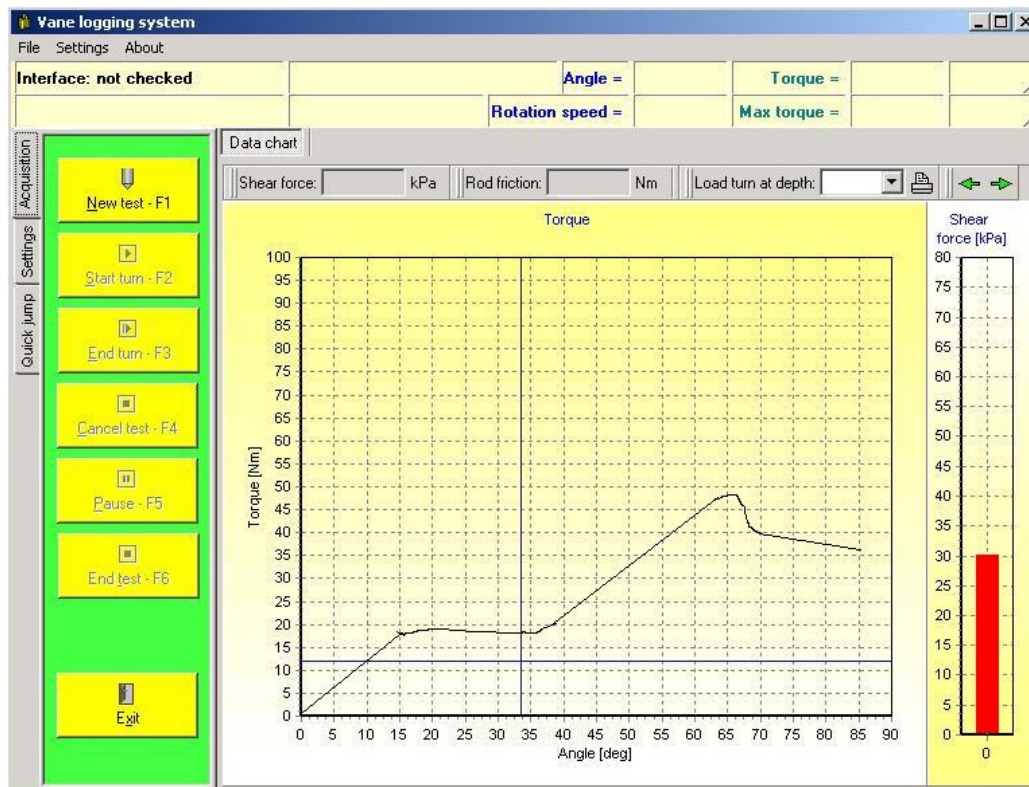 Vane logging system
File Settings About
Interface: not checked Angle = Torque =
Rotation speed = Max torque =
Acquisition
Settings
Quick jump
New test - F1
Start turn - F2
End turn - F3
Cancel test - F4
Pause - F5
End test - F6
Exit
Data chart
Shear force: kPa Rod friction: Nm Load turn at depth:
Torque
Torque [Nm]
100
95
90
85
80
75
70
65
60
55
50
45
40
35
30
25
20
15
10
5
0
0 5 10 15 20 25 30 35 40 45 50 55 60 65 70 75 80 85 90
Angle [deg]
Shear
force [kPa]
80
75
70
65
60
55
50
45
40
35
30
25
20
15
10
5
0
0